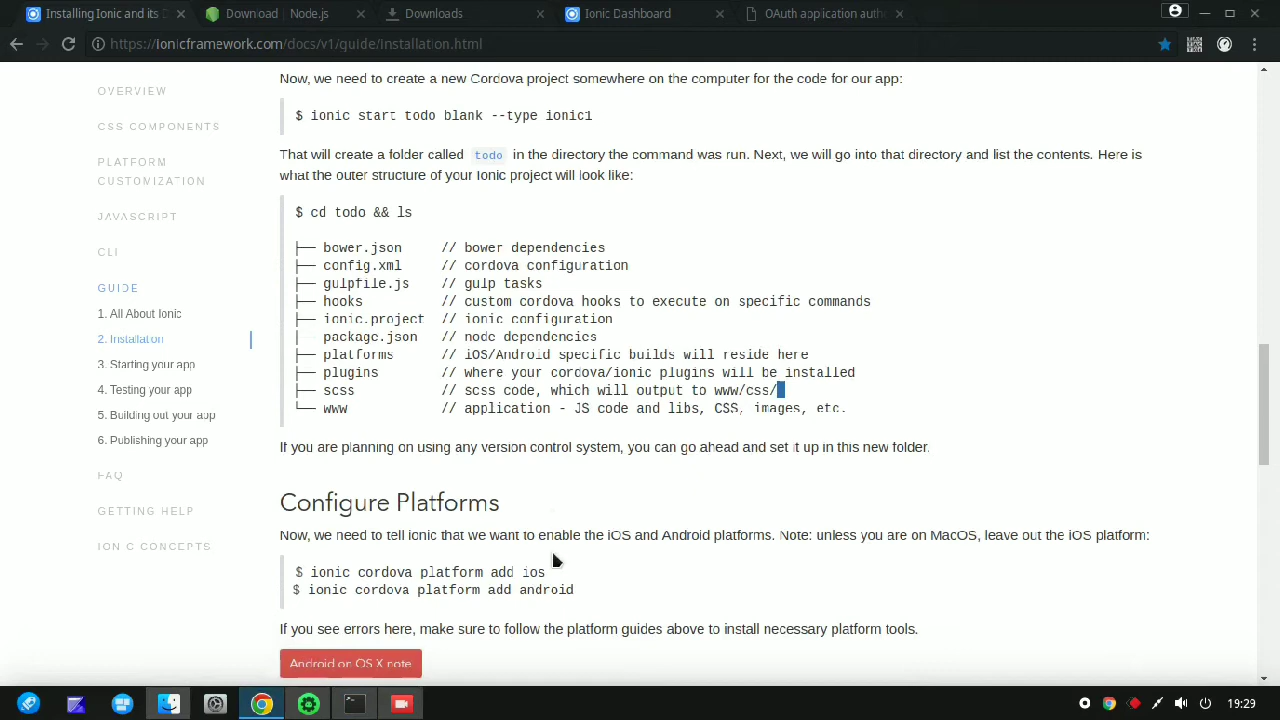 Installing Ionic and its D
Download | Node.js
Downloads
Ionic Dashboard
OAuth application auth
https://ionicframework.com/docs/v1/guide/installation.html
OVERVIEW
CSS COMPONENTS
PLATFORM
CUSTOMIZATION
JAVASCRIPT
CLI
GUIDE
1. All About Ionic
2. Installation
3. Starting your app
4. Testing your app
5. Building out your app
6. Publishing your app
FAQ
GETTING HELP
IONIC CONCEPTS
Now, we need to create a new Cordova project somewhere on the computer for the code for our app:
$ ionic start todo blank --type ionic1
That will create a folder called todo in the directory the command was run. Next, we will go into that directory and list the contents. Here is
what the outer structure of your Ionic project will look like:
$ cd todo && ls
├── bower.json // bower dependencies
├── config.xml // cordova configuration
├── gulpfile.js // gulp tasks
├── hooks // custom cordova hooks to execute on specific commands
├── ionic.project // ionic configuration
├── package.json // node dependencies
├── platforms // iOS/Android specific builds will reside here
├── plugins // where your cordova/ionic plugins will be installed
├── scss // scss code, which will output to www/css/
└── www // application - JS code and libs, CSS, images, etc.
If you are planning on using any version control system, you can go ahead and set it up in this new folder.
Configure Platforms
Now, we need to tell ionic that we want to enable the iOS and Android platforms. Note: unless you are on MacOS, leave out the iOS platform:
$ ionic cordova platform add ios
$ ionic cordova platform add android
If you see errors here, make sure to follow the platform guides above to install necessary platform tools.
Android on OS X note
19:29